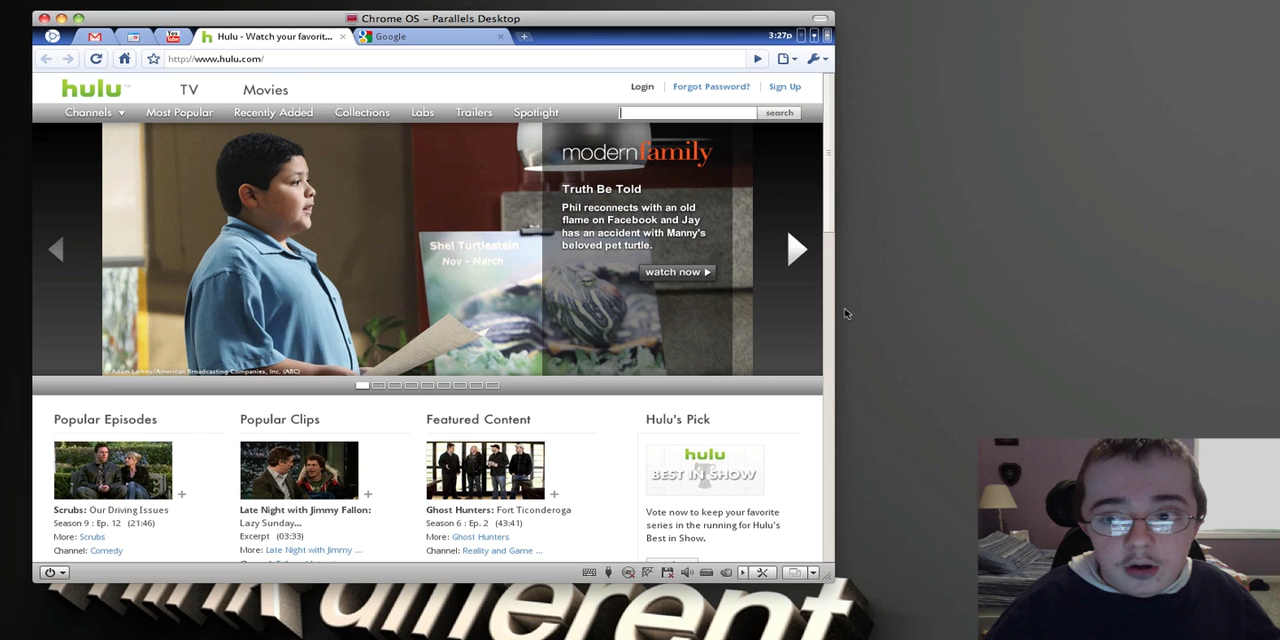 Chrome OS - Parallels Desktop
Hulu - Watch your favorit...
Google
3:27p
http://www.hulu.com/
hulu
TV
Movies
Login
Forgot Password?
Sign Up
Channels
Most Popular
Recently Added
Collections
Labs
Trailers
Spotlight
search
modernfamily
Truth Be Told
Phil reconnects with an old
flame on Facebook and Jay
has an accident with Manny's
beloved pet turtle.
watch now
Shel Turtlestein
Nov - March
Popular Episodes
Popular Clips
Featured Content
Hulu's Pick
hulu
BEST IN SHOW
Scrubs: Our Driving Issues
Season 9 : Ep. 12 (21:46)
More: Scrubs
Channel: Comedy
Late Night with Jimmy Fallon:
Lazy Sunday...
Excerpt (03:33)
More: Late Night with Jimmy ...
Ghost Hunters: Fort Ticonderoga
Season 6 : Ep. 2 (43:41)
More: Ghost Hunters
Channel: Reality and Game ...
Vote now to keep your favorite
series in the running for Hulu's
Best in Show.
think different